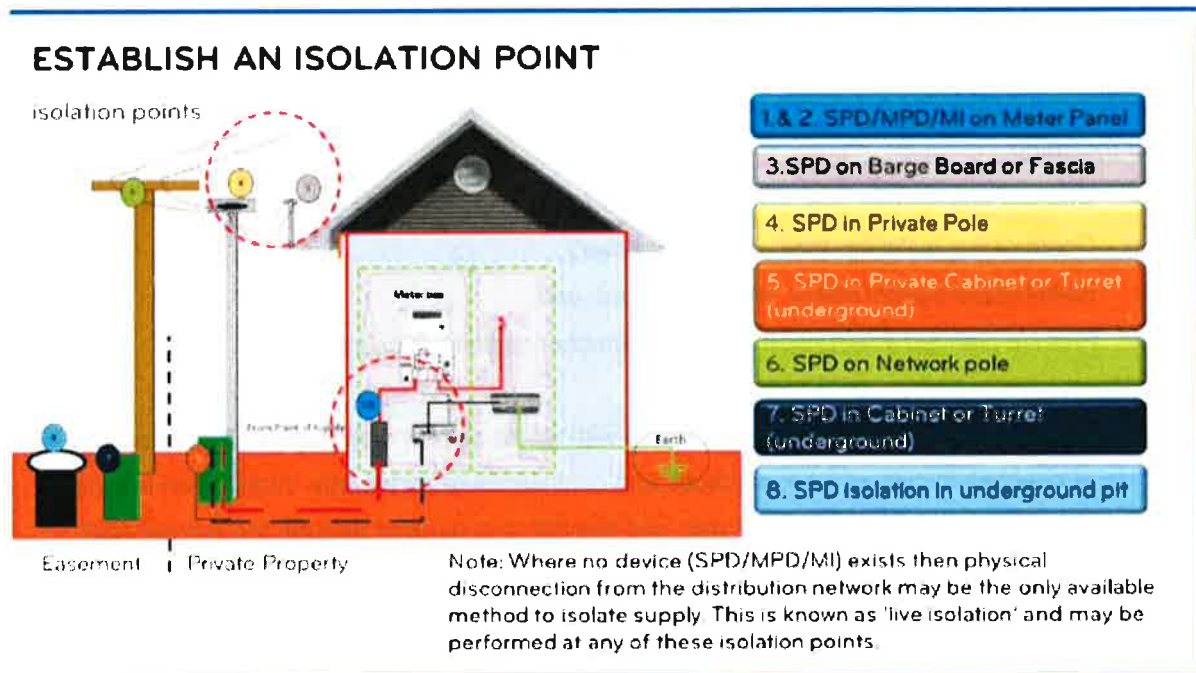 ESTABLISH AN ISOLATION POINT
isolation points
1.& 2. SPD/MPD/MI on Meter Panel
3.SPD on Barge Board or Fascia
4. SPD in Private Pole
5. SPD in Private Cabinet or Turret
(underground)
6. SPD on Network pole
7. SPD in Cabinet or Turret
(underground)
8. SPD Isolation in underground pit
Meter box
From Point of Supply
Earth
Easement
Private Property
Note: Where no device (SPD/MPD/MI) exists then physical
disconnection from the distribution network may be the only available
method to isolate supply. This is known as 'live isolation' and may be
performed at any of these isolation points.